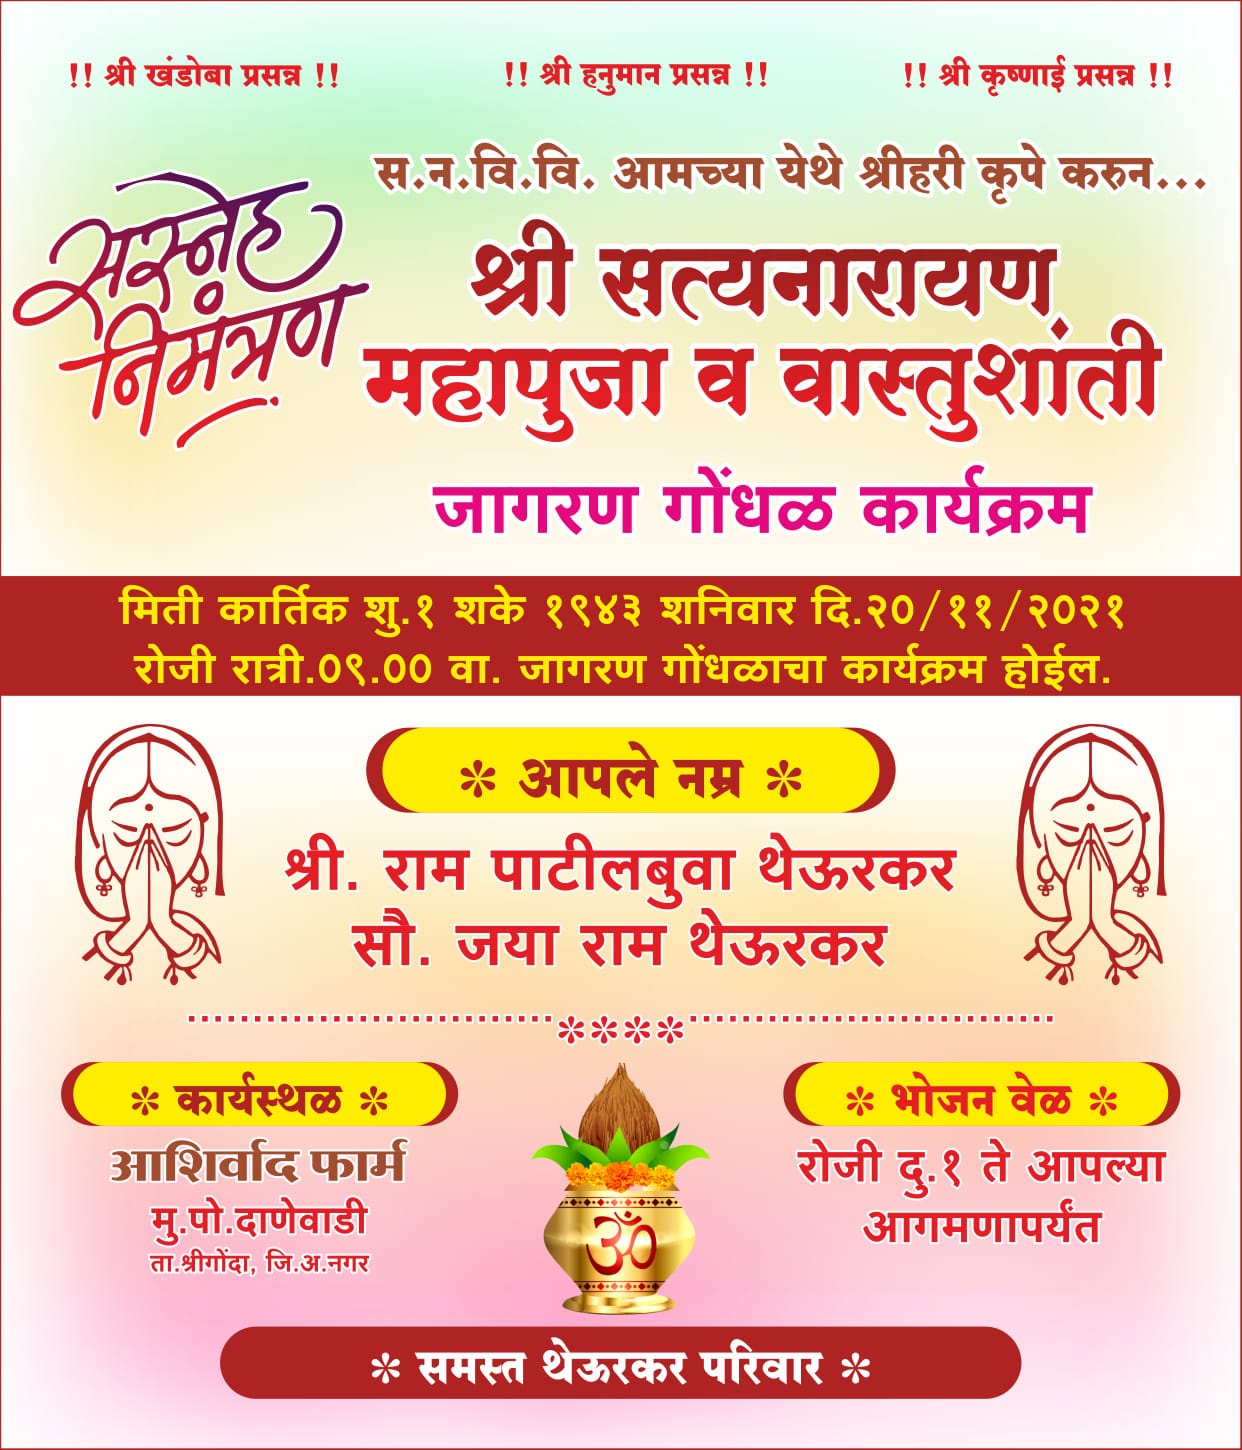 !! श्री खंडोबा प्रसन्न !! !! श्री हनुमान प्रसन्न !! !! श्री कृष्णाई प्रसन्न !!
स.न.वि.वि. आमच्या येथे श्रीहरी कृपे करुन...
सस्नेह
निमंत्रण
श्री सत्यनारायण
महापुजा व वास्तुशांती
जागरण गोंधळ कार्यक्रम
मिती कार्तिक शु.१ शके १९४३ शनिवार दि.२०/११/२०२१
रोजी रात्री.०९.०० वा. जागरण गोंधळाचा कार्यक्रम होईल.
* आपले नम्र *
श्री. राम पाटीलबुवा थेऊरकर
सौ. जया राम थेऊरकर
****
* कार्यस्थळ *
आशिर्वाद फार्म
मु.पो.दाणेवाडी
ता.श्रीगोंदा, जि.अ.नगर
* भोजन वेळ *
रोजी दु.१ ते आपल्या
आगमणापर्यंत
ॐ
* समस्त थेऊरकर परिवार *